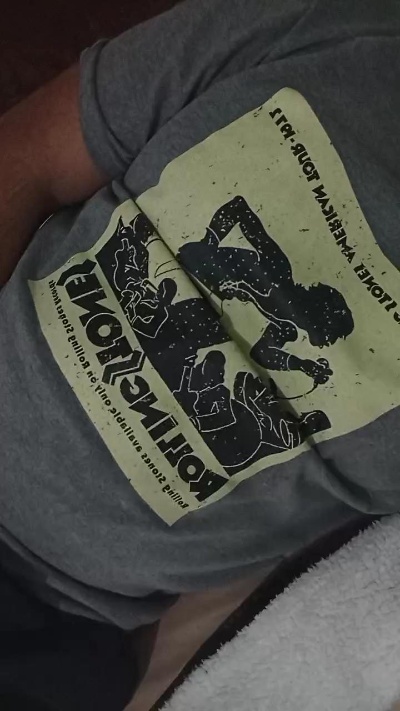 STONES AMERICAN TOUR·1972
ROLLING STONES
Rolling Stones available only on Rolling Stones Records